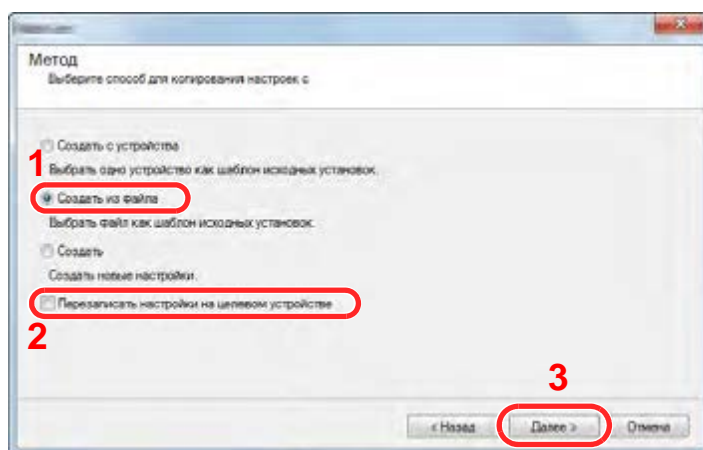 Метод
Выберите способ для копирования настроек с
Создать с устройства
1
Выбрать одно устройство как шаблон исходных установок.
Создать из файла
Выбрать файл как шаблон исходных установок.
Создать
Создать новые настройки.
Перезаписать настройки на целевом устройстве
2
3
< Назад
Далее >
Отмена